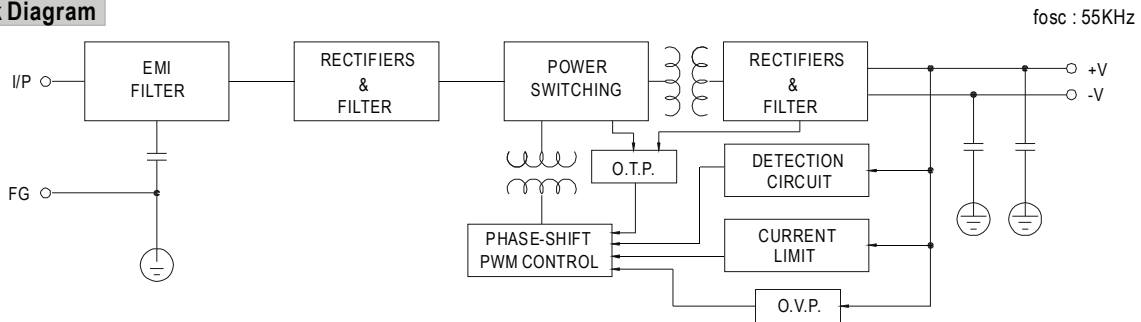 Diagram
fosc : 55KHz
EMI
FILTER
RECTIFIERS
&
FILTER
POWER
SWITCHING
RECTIFIERS
&
FILTER
I/P
+V
-V
O.T.P.
DETECTION
CIRCUIT
FG
PHASE-SHIFT
PWM CONTROL
CURRENT
LIMIT
O.V.P.